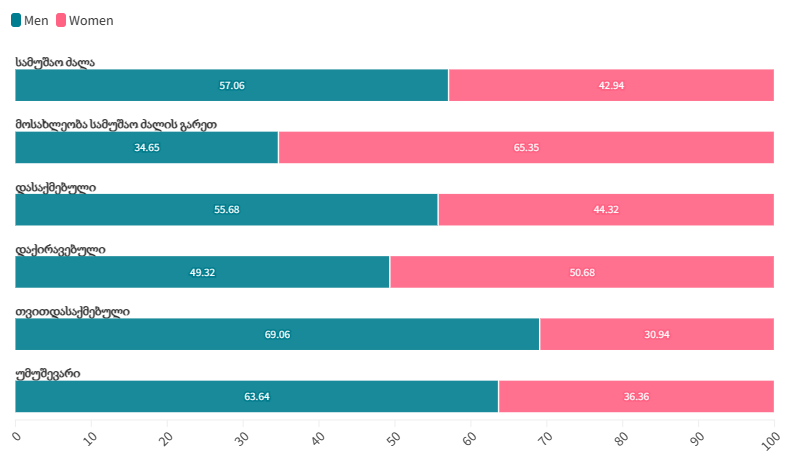 Men Women
სამუშაო ძალა
57.06 42.94
მოსახლეობა სამუშაო ძალის გარეთ
34.65 65.35
დასაქმებული
55.68 44.32
დაქირავებული
49.32 50.68
თვითდასაქმებული
69.06 30.94
უმუშევარი
63.64 36.36
0 10 20 30 40 50 60 70 80 90 100